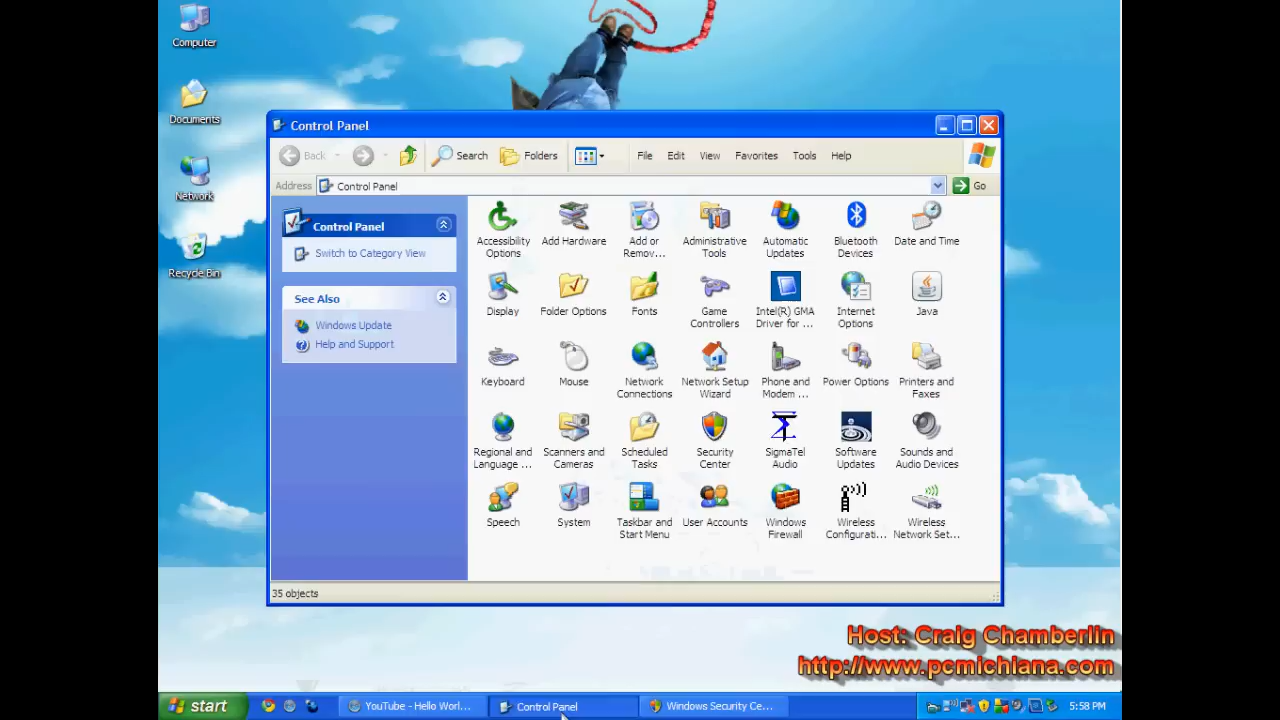 Computer
Documents
Network
Recycle Bin
Control Panel
Back
Search
Folders
File
Edit
View
Favorites
Tools
Help
Address
Control Panel
Go
Control Panel
Switch to Category View
See Also
Windows Update
Help and Support
Accessibility
Options
Add Hardware
Add or
Remov...
Administrative
Tools
Automatic
Updates
Bluetooth
Devices
Date and Time
Display
Folder Options
Fonts
Game
Controllers
Intel(R) GMA
Driver for ...
Internet
Options
Java
Keyboard
Mouse
Network
Connections
Network Setup
Wizard
Phone and
Modem ...
Power Options
Printers and
Faxes
Regional and
Language ...
Scanners and
Cameras
Scheduled
Tasks
Security
Center
SigmaTel
Audio
Software
Updates
Sounds and
Audio Devices
Speech
System
Taskbar and
Start Menu
User Accounts
Windows
Firewall
Wireless
Configurati...
Wireless
Network Set...
35 objects
Host: Craig Chamberlin
http://www.pcmichiana.com
start
YouTube - Hello Worl...
Control Panel
Windows Security Ce...
5:58 PM